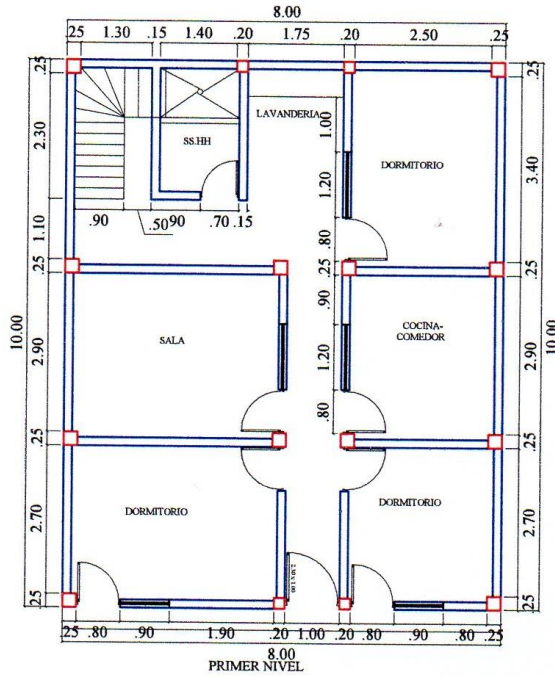 8.00
.25 1.30 .15 1.40 .20 1.75 .20 2.50 .25
.25
2.30
1.10
.25
2.90
.25
2.70
.25
10.00
LAVANDERIA
SS.HH
DORMITORIO
1.00
1.20
.80
.25
.90
1.20
.80
.90 .50 .90 .70 .15
SALA
COCINA-
COMEDOR
DORMITORIO
DORMITORIO
.25
3.40
.25
2.90
.25
2.70
.25
10.00
.25 .80 .90 1.90 .20 1.00 .20 .80 .90 .80 .25
8.00
PRIMER NIVEL